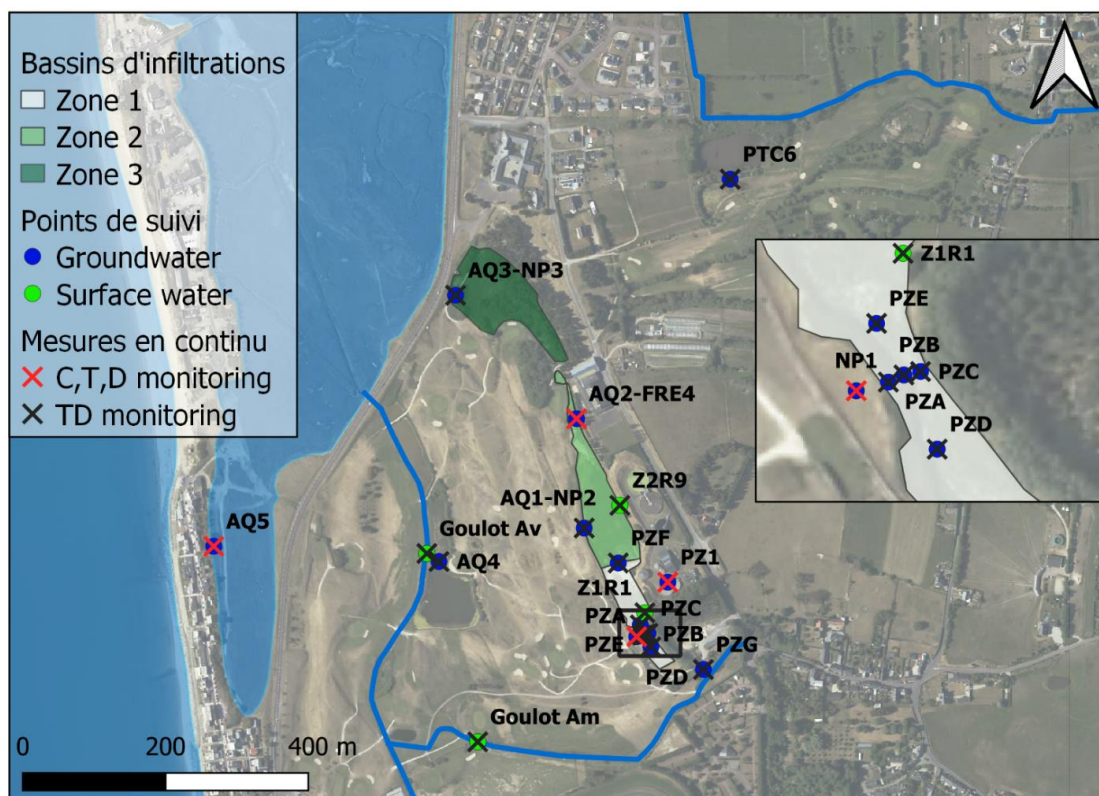 Bassins d'infiltrations
Zone 1
Zone 2
Zone 3
Points de suivi
Groundwater
Surface water
Mesures en continu
C,T,D monitoring
TD monitoring
PTC6
AQ3-NP3
Z1R1
PZE
PZB
NP1
PZC
PZA
PZD
AQ2-FRE4
Z2R9
AQ1-NP2
AQ5
Goulot Av
PZF
AQ4
PZ1
Z1R1
PZC
PZA
PZB
PZE
PZG
PZD
Goulot Am
0 200 400 m